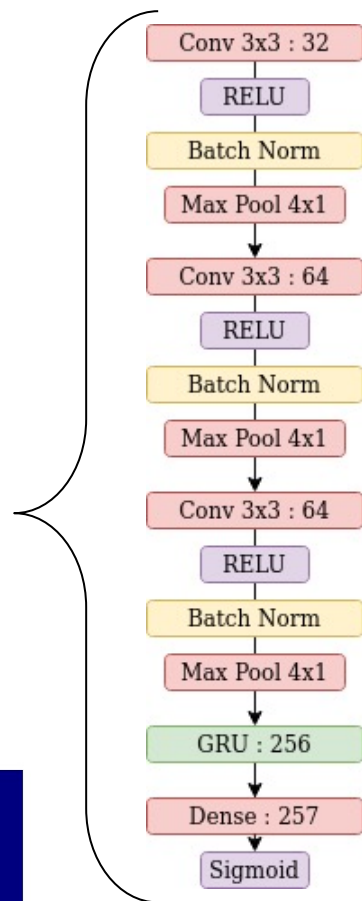 Conv 3x3 : 32
RELU
Batch Norm
Max Pool 4x1
Conv 3x3 : 64
RELU
Batch Norm
Max Pool 4x1
Conv 3x3 : 64
RELU
Batch Norm
Max Pool 4x1
GRU : 256
Dense : 257
Sigmoid